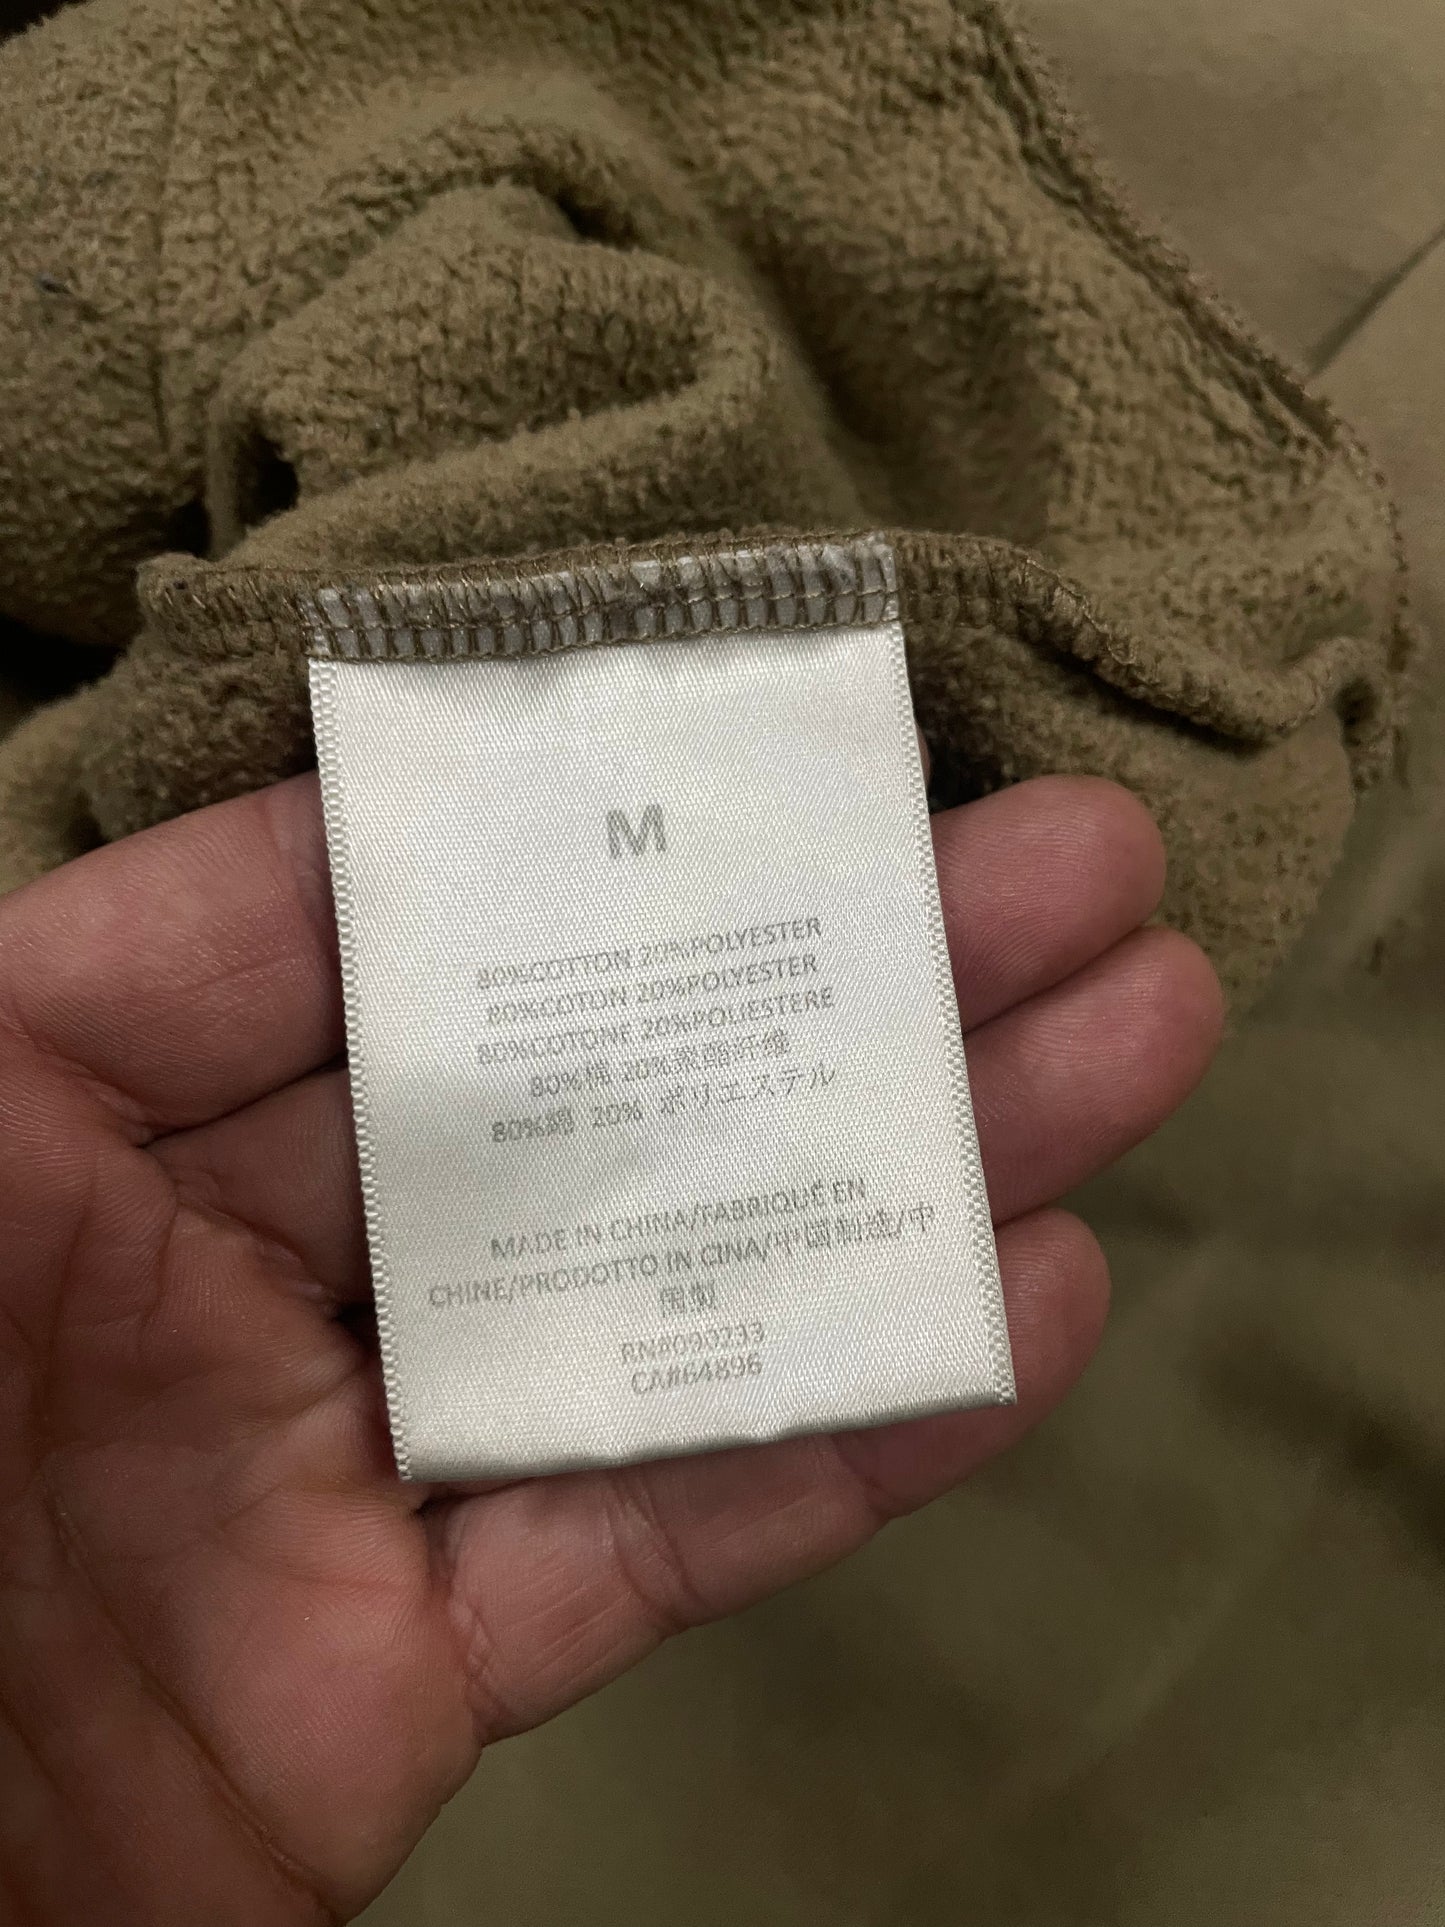 M
80%COTTON 20%POLYESTER
80%COTON 20%POLYESTER
80%COTONE 20%POLIESTERE
80%棉 20%聚酯纤维
80%綿 20% ポリエステル
MADE IN CHINA/FABRIQUÉ EN
CHINE/PRODOTTO IN CINA/中国制造/中
国製
RN#090233
CA#64896